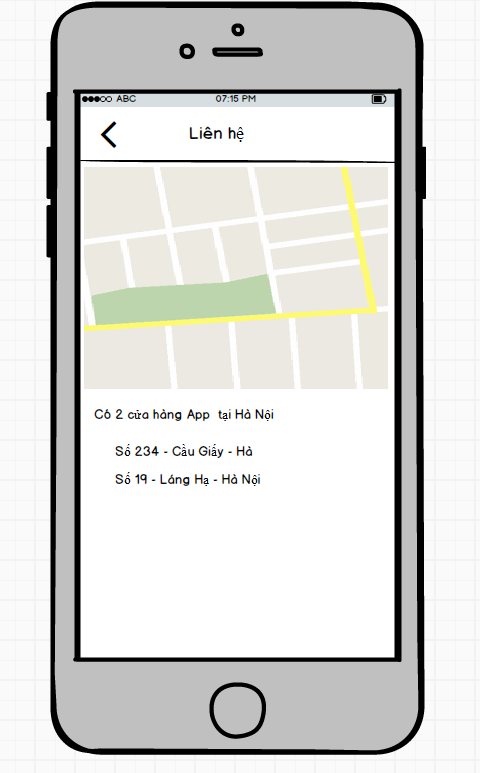 ABC 07:15 PM
Liên hệ
Có 2 cửa hàng App tại Hà Nội
Số 234 - Cầu Giấy - Hà
Số 19 - Láng Hạ - Hà Nội